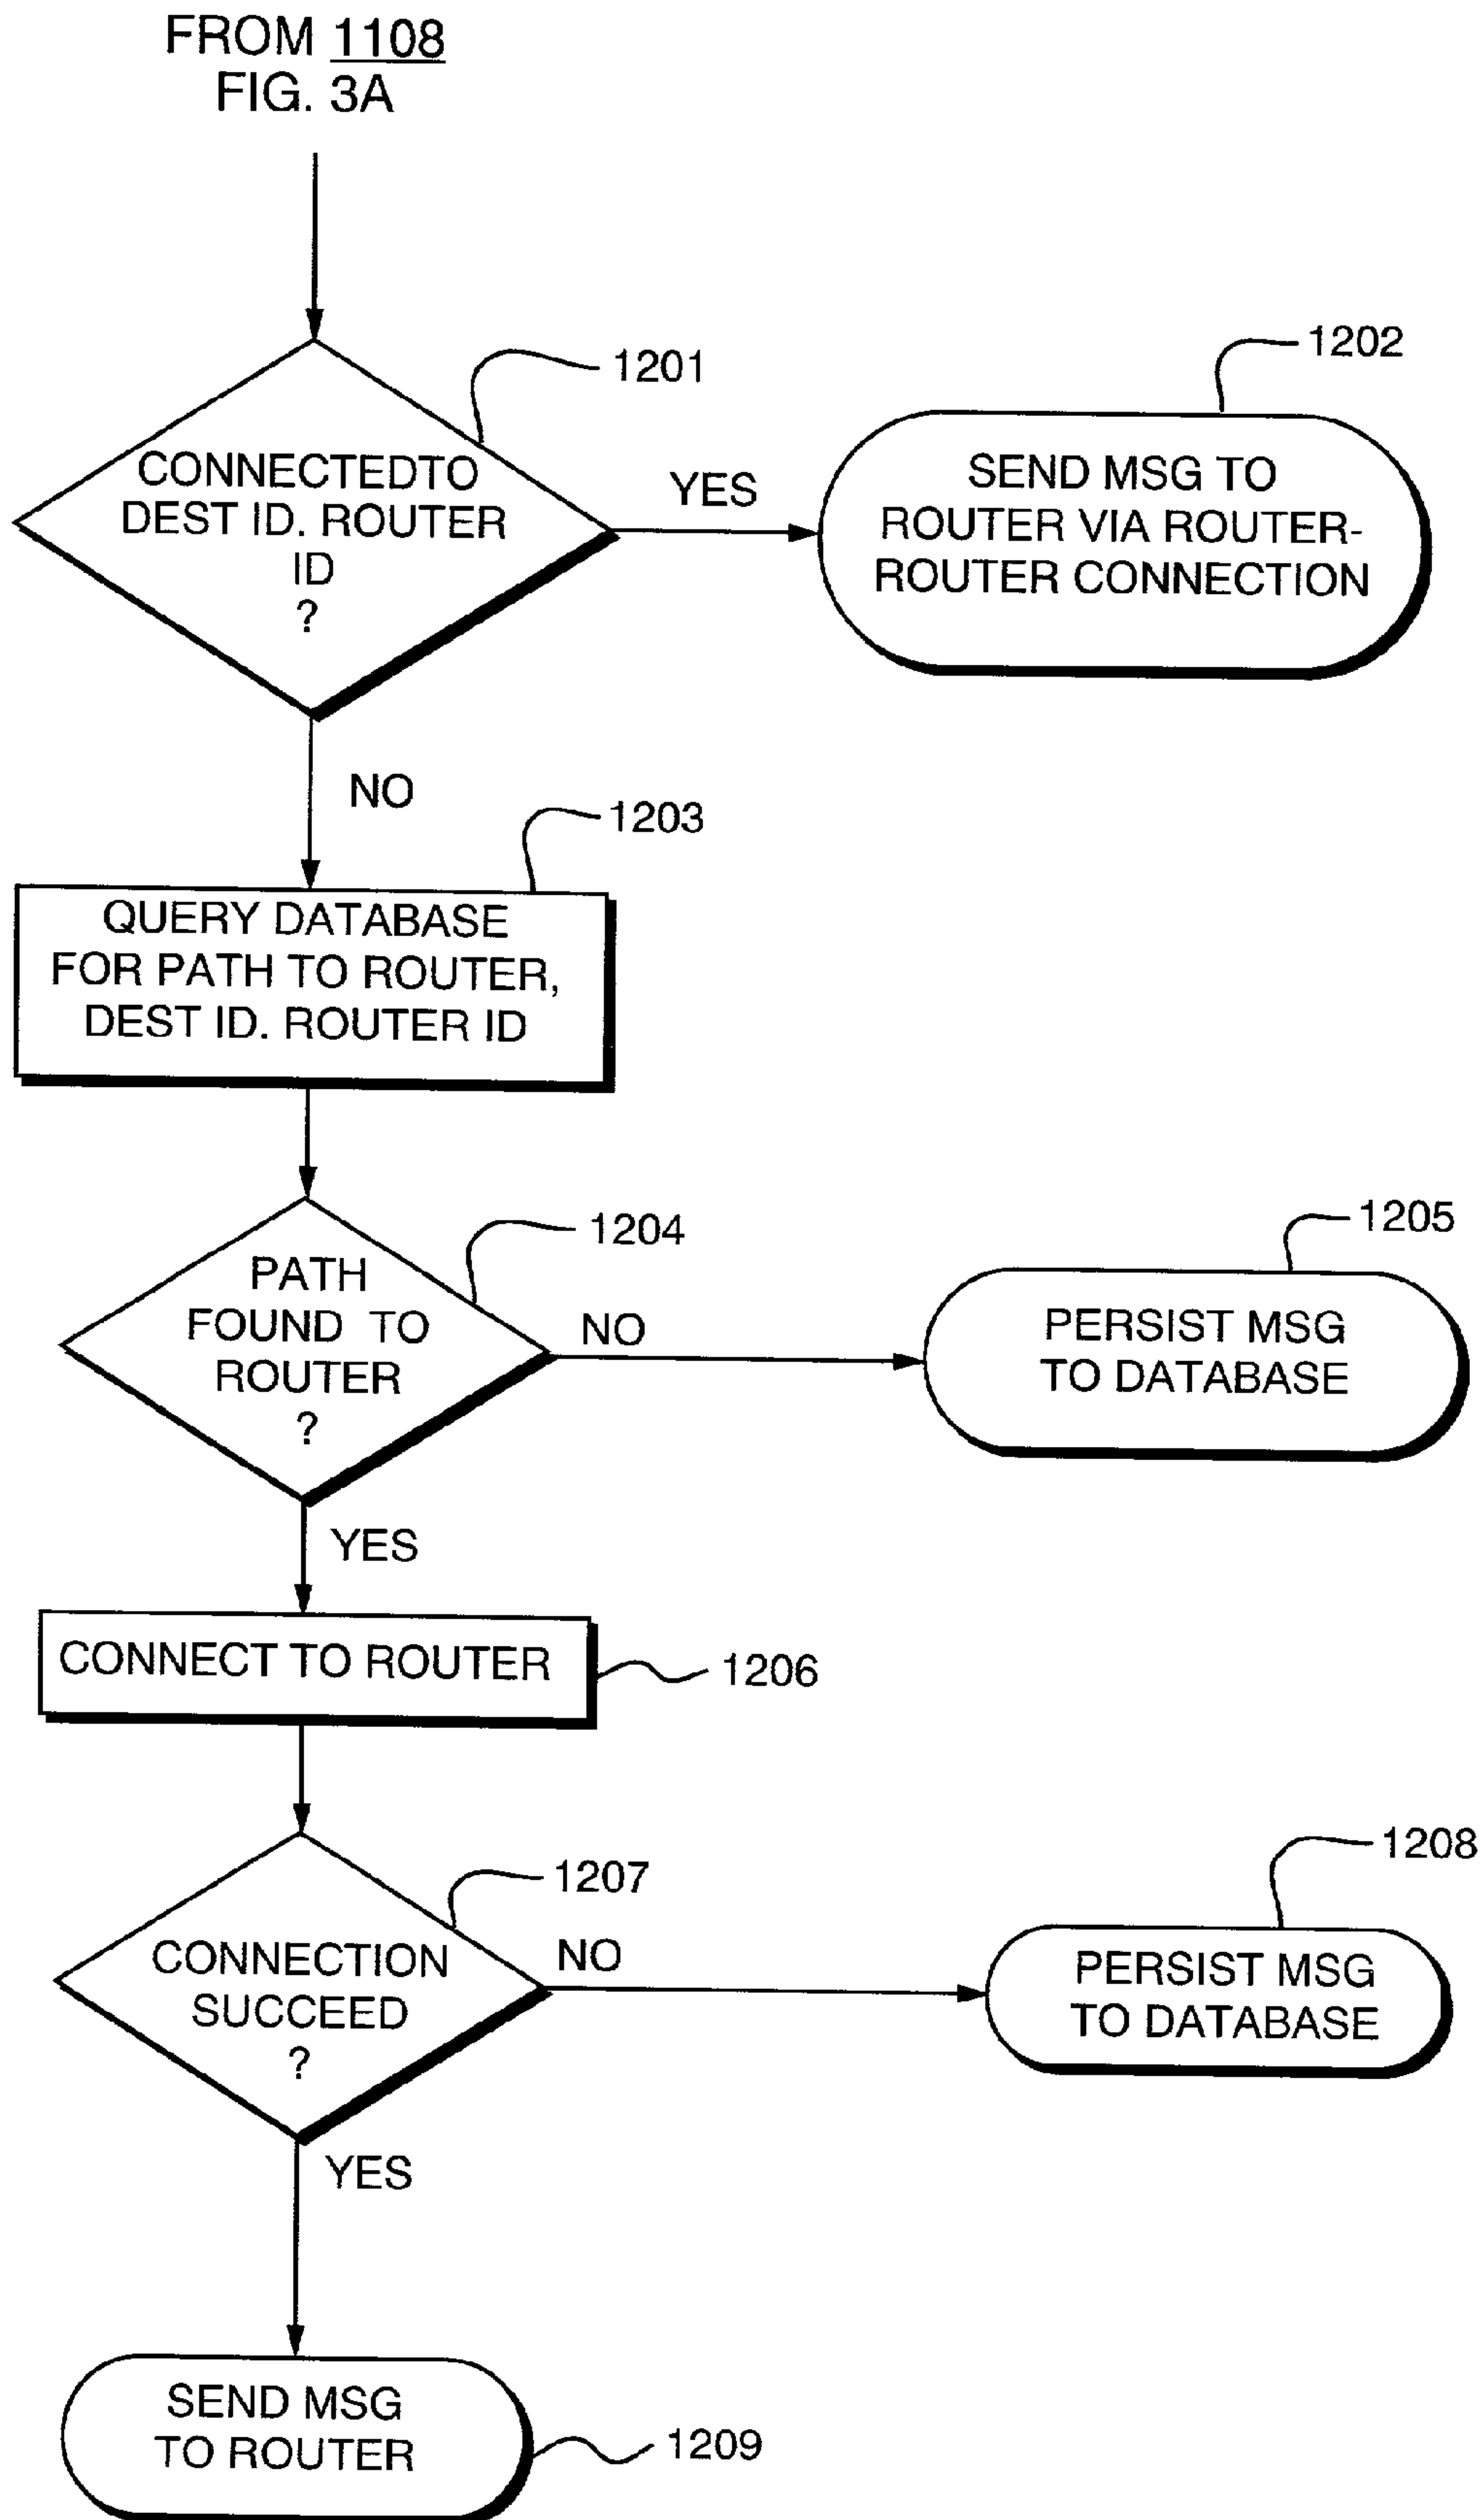 FROM 1108
FIG. 3A
1201
CONNECTEDTO
DEST ID. ROUTER
ID
?
YES
1202
SEND MSG TO
ROUTER VIA ROUTER-
ROUTER CONNECTION
NO
1203
QUERY DATABASE
FOR PATH TO ROUTER,
DEST ID. ROUTER ID
1204
PATH
FOUND TO
ROUTER
?
NO
1205
PERSIST MSG
TO DATABASE
YES
CONNECT TO ROUTER
1206
1207
CONNECTION
SUCCEED
?
NO
1208
PERSIST MSG
TO DATABASE
YES
SEND MSG
TO ROUTER
1209